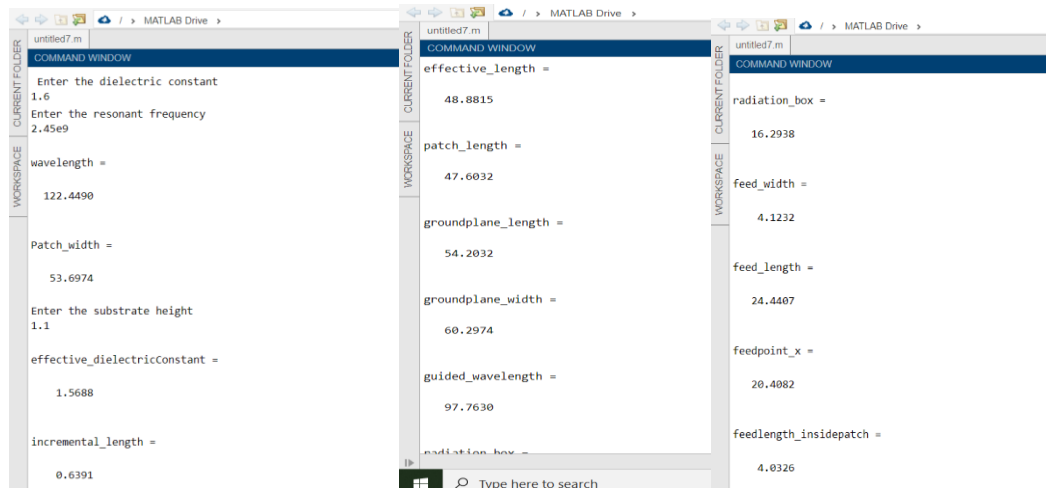 / › MATLAB Drive ›
untitled7.m
CURRENT FOLDER
WORKSPACE
COMMAND WINDOW
Enter the dielectric constant
1.6
Enter the resonant frequency
2.45e9
wavelength =
122.4490
Patch_width =
53.6974
Enter the substrate height
1.1
effective_dielectricConstant =
1.5688
incremental_length =
0.6391
/ › MATLAB Drive ›
untitled7.m
CURRENT FOLDER
WORKSPACE
COMMAND WINDOW
effective_length =
48.8815
patch_length =
47.6032
groundplane_length =
54.2032
groundplane_width =
60.2974
guided_wavelength =
97.7630
radiation_box =
Type here to search
/ › MATLAB Drive ›
untitled7.m
CURRENT FOLDER
WORKSPACE
COMMAND WINDOW
radiation_box =
16.2938
feed_width =
4.1232
feed_length =
24.4407
feedpoint_x =
20.4082
feedlength_insidepatch =
4.0326